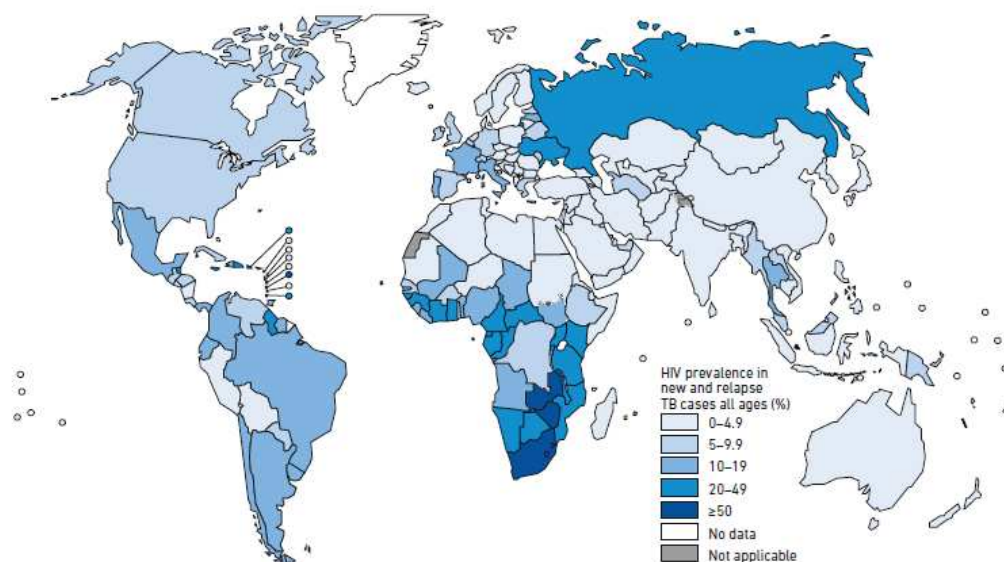 HIV prevalence in
new and relapse
TB cases all ages (%)
0–4.9
5–9.9
10–19
20–49
≥50
No data
Not applicable